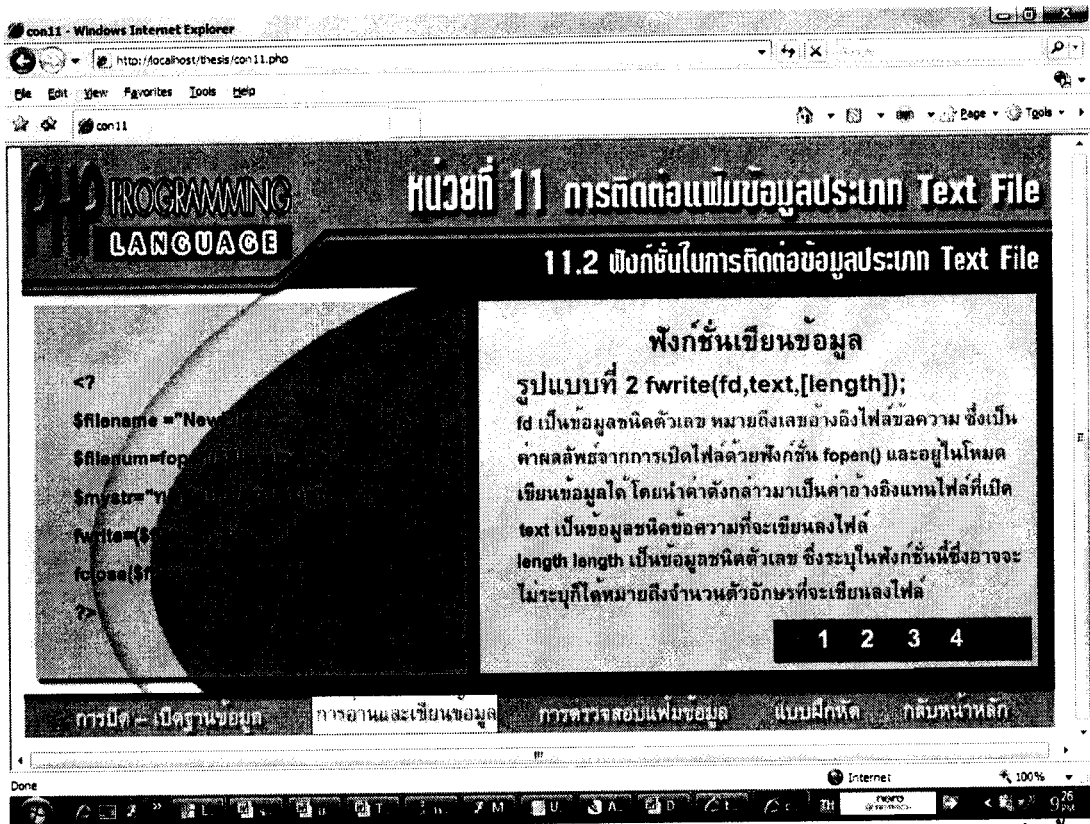 con11 - Windows Internet Explorer
http://localhost/thesis/con11.php
File Edit View Favorites Tools Help
con11
Page Tools
PHP PROGRAMMING
LANGUAGE
หน่วยที่ 11 การติดต่อแฟ้มข้อมูลประเภท Text File
11.2 ฟังก์ชั่นในการติดต่อข้อมูลประเภท Text File
<?
$filename ="New
$filenum=fop
$mystr="
fwrite=($
fclose($f
?>
ฟังก์ชั่นเขียนข้อมูล
รูปแบบที่ 2 fwrite(fd,text,[length]);
fd เป็นข้อมูลชนิดตัวเลข หมายถึงเลขอ้างอิงไฟล์ขอความ ซึ่งเป็น
ค่าผลลัพธ์จากการเปิดไฟล์ด้วยฟังก์ชั่น fopen() และอยู่ในโหมด
เขียนข้อมูลได้ โดยนำค่าดังกล่าวมาเป็นค่าอ้างอิงแทนไฟล์ที่เปิด
text เป็นข้อมูลชนิดข้อความที่จะเขียนลงไฟล์
length length เป็นข้อมูลชนิดตัวเลข ซึ่งระบุในฟังก์ชั่นนี้ซึ่งอาจจะ
ไม่ระบุก็ได้หมายถึงจำนวนตัวอักษรที่จะเขียนลงไฟล์
1 2 3 4
การปิด – เปิดฐานข้อมูล การอ่านและเขียนข้อมูล การตรวจสอบแฟ้มข้อมูล แบบฝึกหัด กลับหน้าหลัก
Done Internet 100%
TH nero 9:26 PM